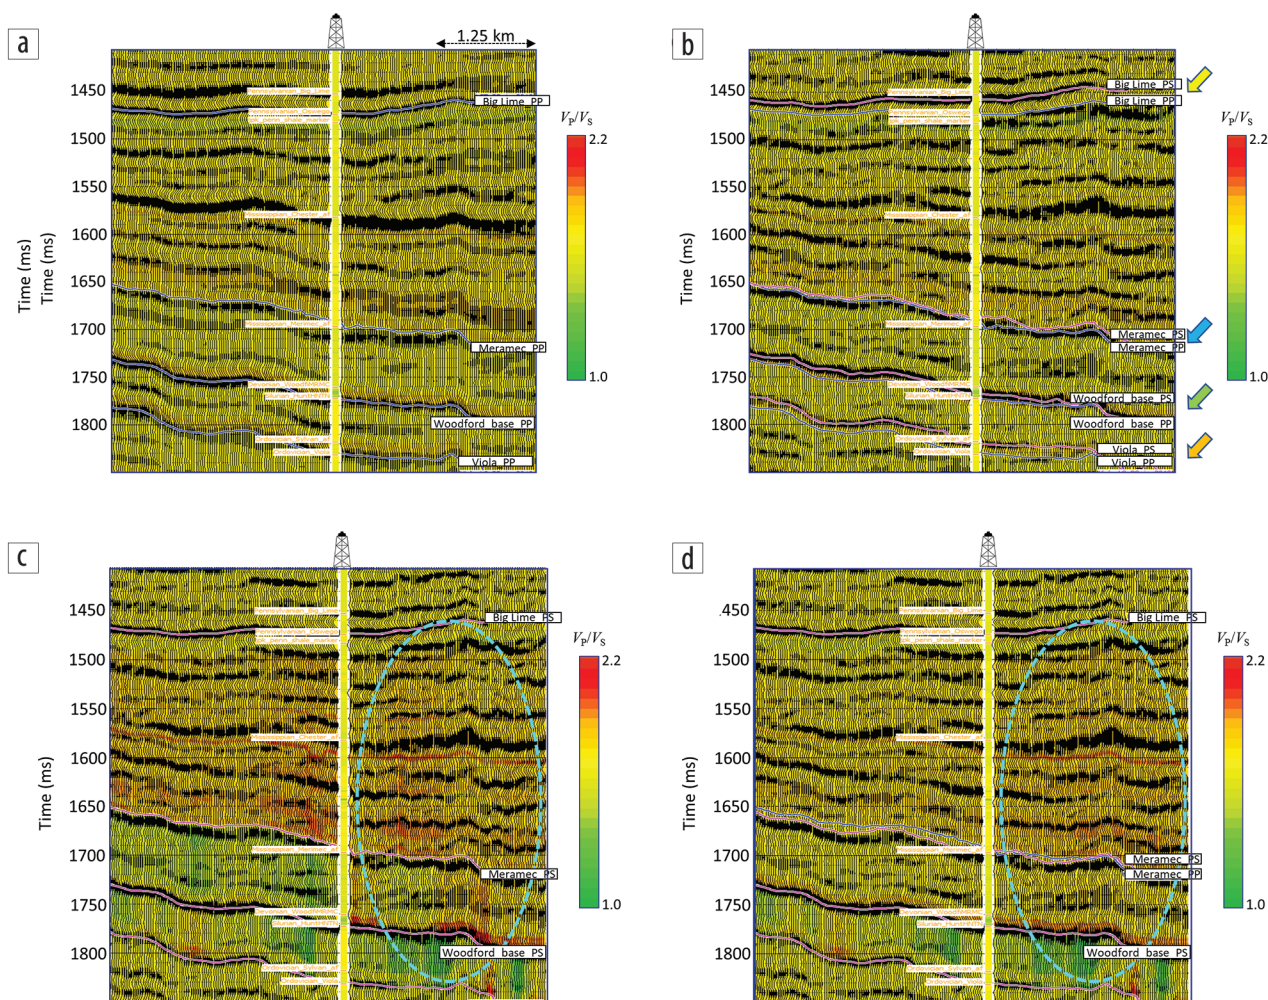 a
1.25 km
1450
1500
1550
1600
1650
1700
1750
1800
Time (ms)
Time (ms)
Big Lime_PP
Meramec_PP
Woodford_base_PP
Viola_PP
VP/VS
2.2
1.0
b
1450
1500
1550
1600
1650
1700
1750
1800
Time (ms)
Big Lime_PS
Big Lime_PP
Meramec_PS
Meramec_PP
Woodford_base_PS
Woodford_base_PP
Viola_PS
Viola_PP
VP/VS
2.2
1.0
c
1450
1500
1550
1600
1650
1700
1750
1800
Time (ms)
Big Lime_PS
Meramec_PS
Woodford_base_PS
VP/VS
2.2
1.0
d
.450
1500
1550
1600
1650
1700
1750
1800
Time (ms)
Big Lime_PS
Meramec_PS
Meramec_PP
Woodford_base_PS
VP/VS
2.2
1.0